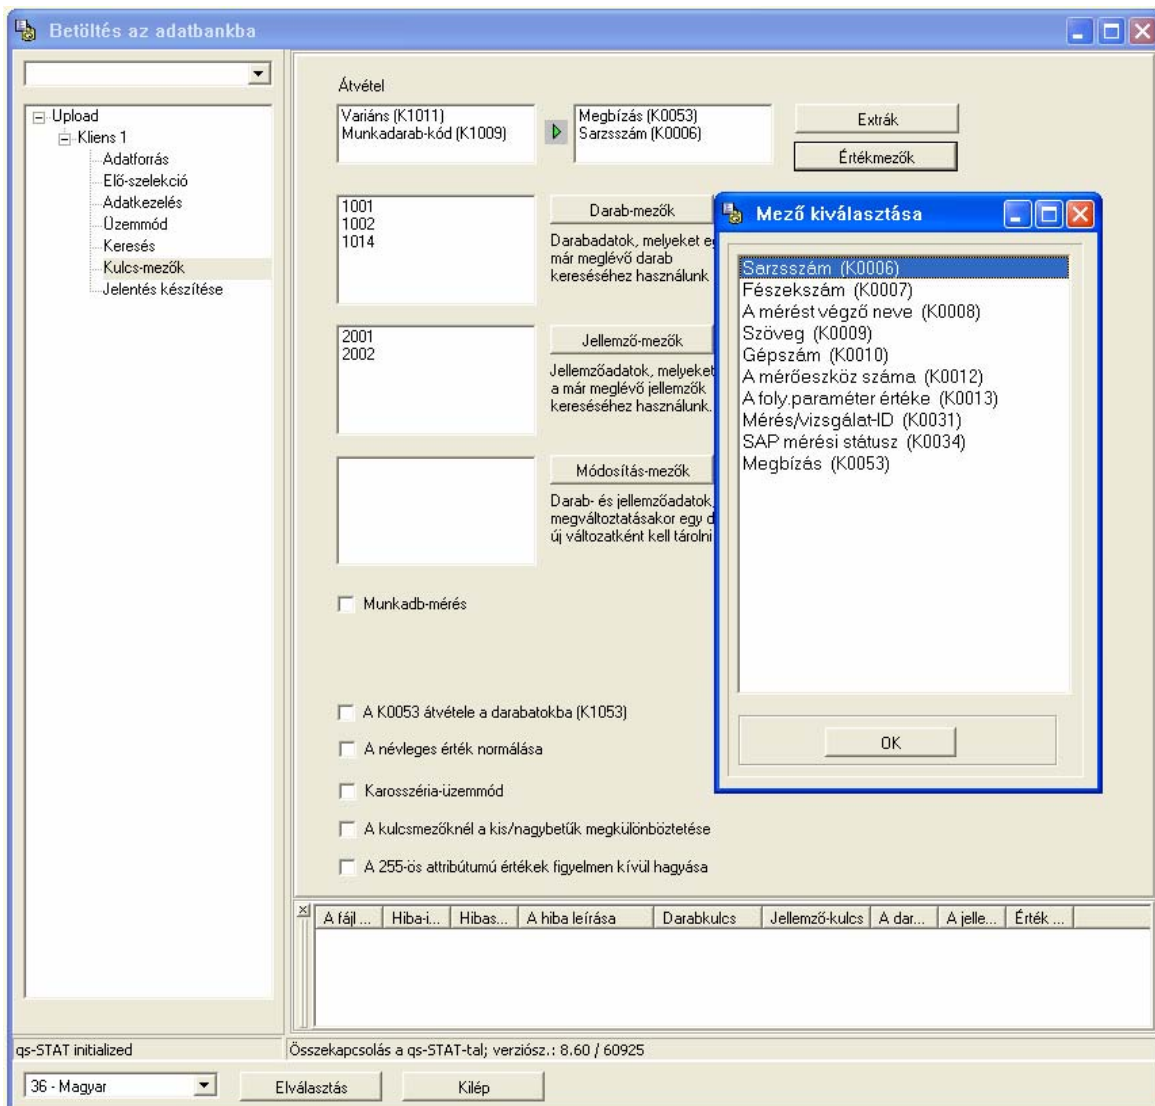 Betöltés az adatbankba
Upload
Kliens 1
Adatforrás
Elő-szelekció
Adatkezelés
Üzemmód
Keresés
Kulcs-mezők
Jelentés készítése
Átvétel
Variáns (K1011)
Munkadarab-kód (K1009)
Megbízás (K0053)
Sarzsszám (K0006)
Extrák
Értékmezők
1001
1002
1014
Darab-mezők
Darabadatok, melyeket
már meglévő darab
kereséséhez használunk
2001
2002
Jellemző-mezők
Jellemzőadatok, melyeket
a már meglévő jellemzők
kereséséhez használunk.
Módosítás-mezők
Darab- és jellemzőadatok,
megváltoztatásakor egy
új változatként kell tárolni
Munkadb-mérés
A K0053 átvétele a darabatokba (K1053)
A névleges érték normálása
Karosszéria-üzemmód
A kulcsmezőknél a kis/nagybetűk megkülönböztetése
A 255-ös attribútumú értékek figyelmen kívül hagyása
Mező kiválasztása
Sarzsszám (K0006)
Fészekszám (K0007)
A mérést végző neve (K0008)
Szöveg (K0009)
Gépszám (K0010)
A mérőeszköz száma (K0012)
A foly.paraméter értéke (K0013)
Mérés/vizsgálat-ID (K0031)
SAP mérési státusz (K0034)
Megbízás (K0053)
OK
A fájl ... Hiba-i... Hibas... A hiba leírása Darabkulcs Jellemző-kulcs A dar... A jelle... Érték ...
qs-STAT initialized
Összekapcsolás a qs-STAT-tal; verziósz.: 8.60 / 60925
36 - Magyar
Elválasztás
Kilép